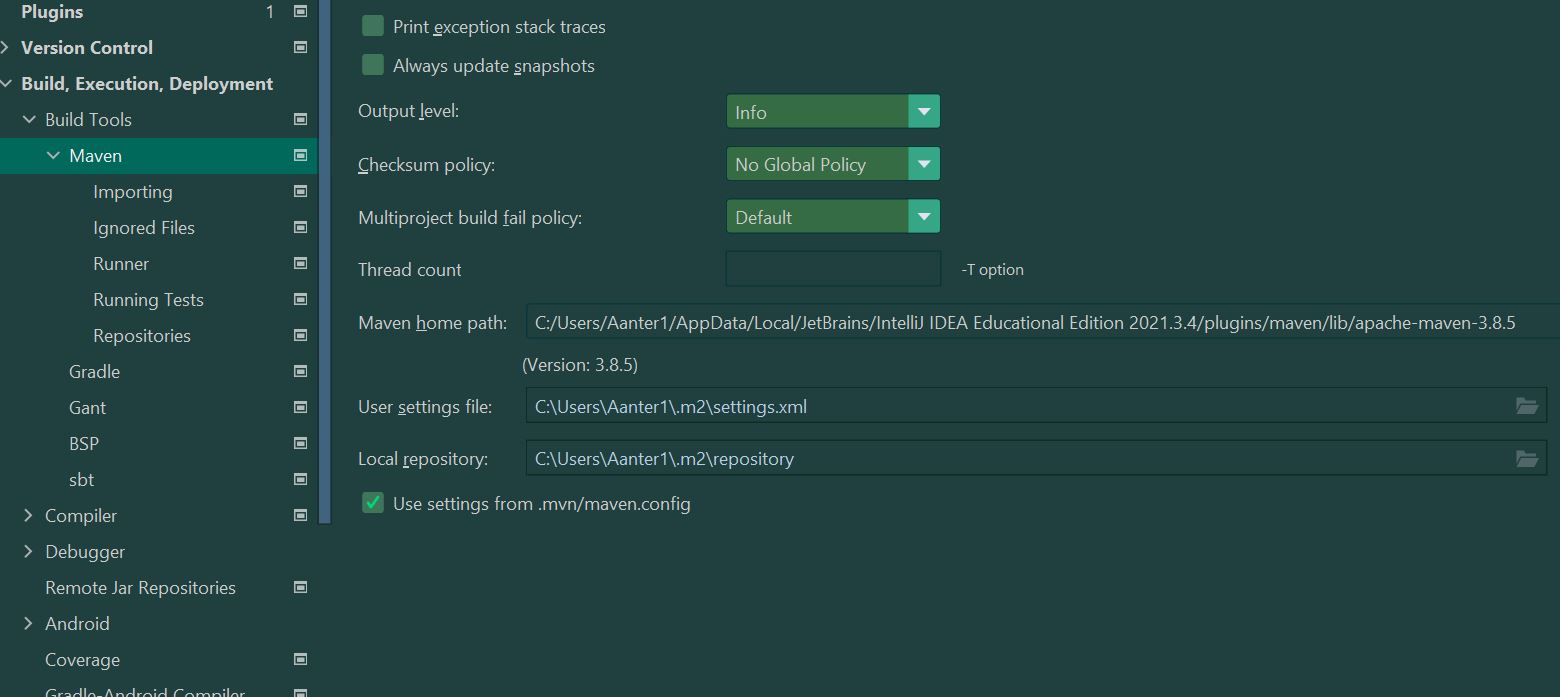 Plugins 1
Version Control
Build, Execution, Deployment
Build Tools
Maven
Importing
Ignored Files
Runner
Running Tests
Repositories
Gradle
Gant
BSP
sbt
Compiler
Debugger
Remote Jar Repositories
Android
Coverage
Gradle-Android Compiler
Print exception stack traces
Always update snapshots
Output level: Info
Checksum policy: No Global Policy
Multiproject build fail policy: Default
Thread count -T option
Maven home path: C:/Users/Aanter1/AppData/Local/JetBrains/IntelliJ IDEA Educational Edition 2021.3.4/plugins/maven/lib/apache-maven-3.8.5
(Version: 3.8.5)
User settings file: C:\Users\Aanter1\.m2\settings.xml
Local repository: C:\Users\Aanter1\.m2\repository
Use settings from .mvn/maven.config